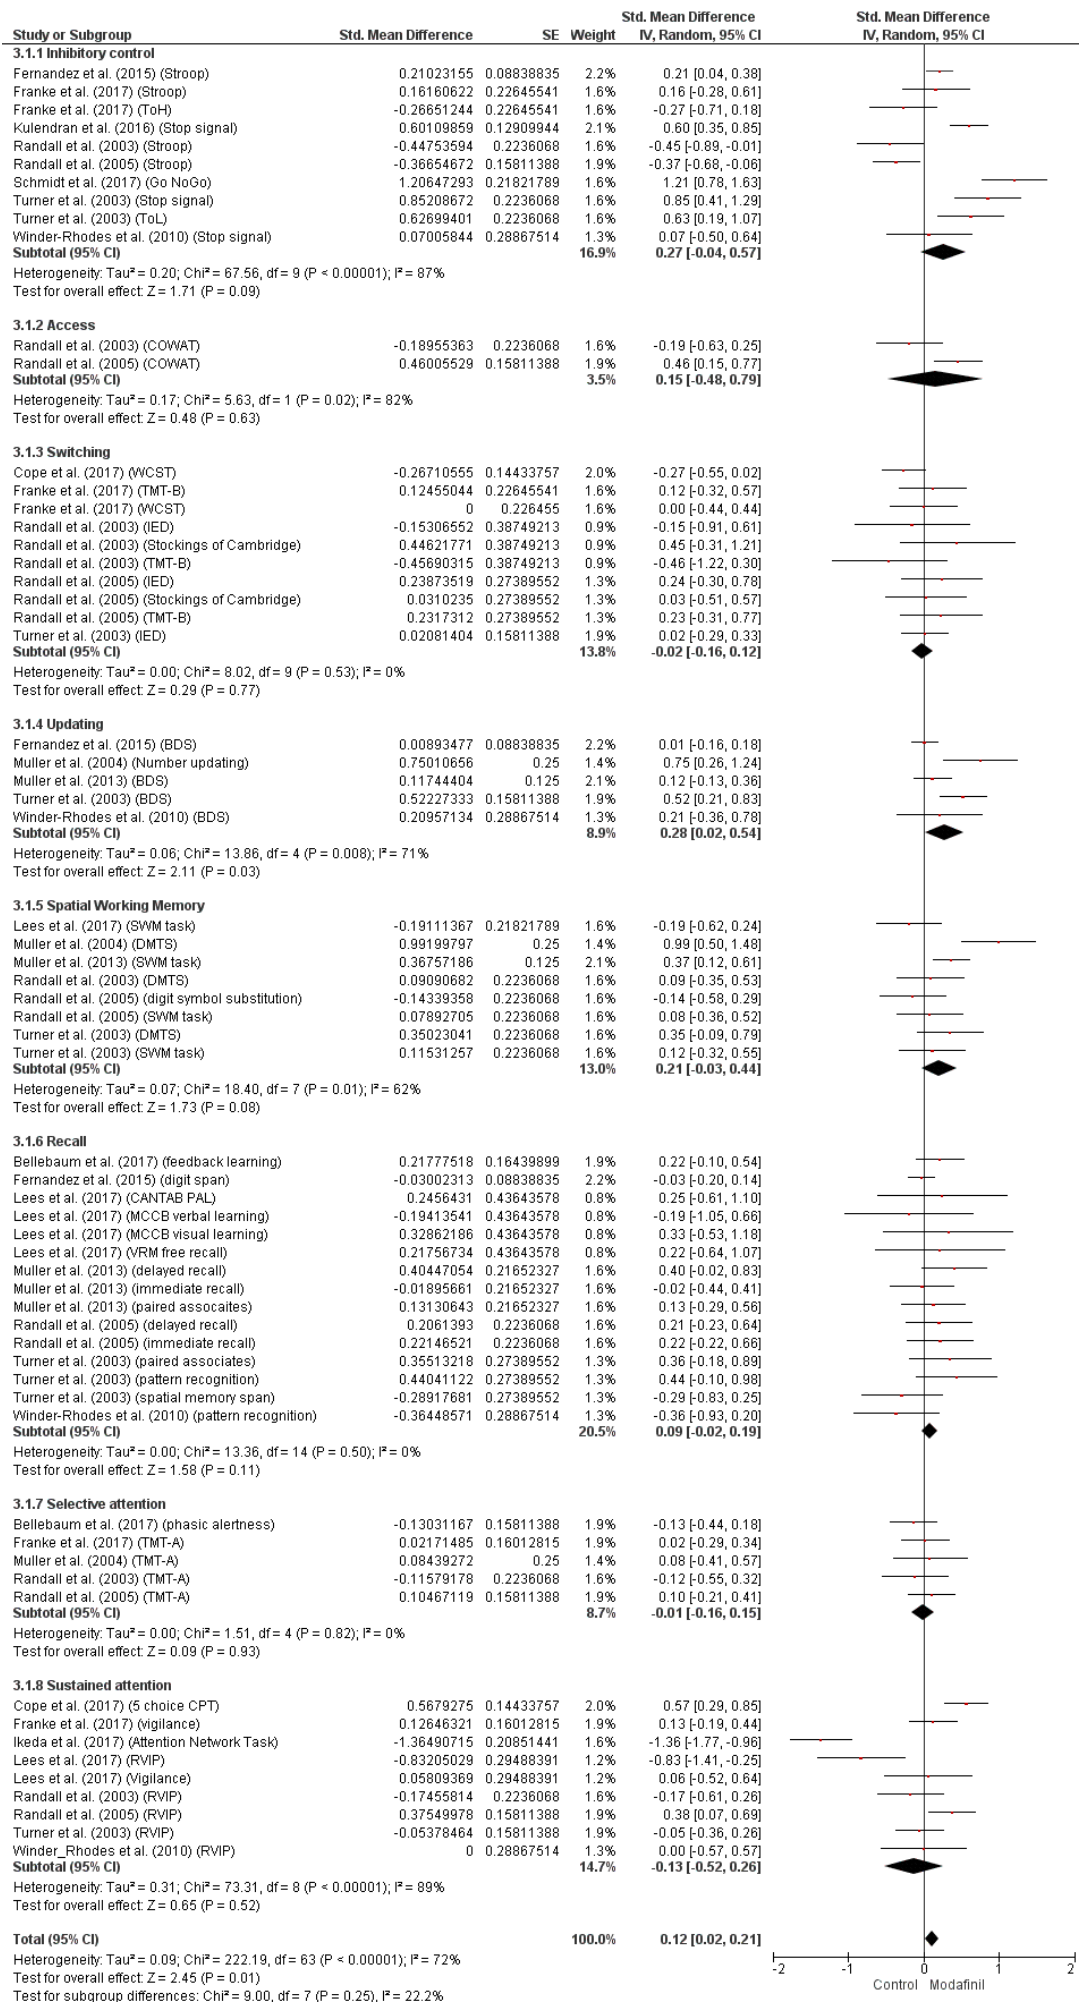 Std. Mean Difference Std. Mean Difference
Study or Subgroup Std. Mean Difference SE Weight IV, Random, 95% CI IV, Random, 95% CI
3.1.1 Inhibitory control
Fernandez et al. (2015) (Stroop) 0.21023155 0.08838835 2.2% 0.21 [0.04, 0.38]
Franke et al. 2017) (Stroop) 0.16160622 0.22645541 1.6% 0.16 [-0.28, 0.61]
Franke et al. 2017) (ToH) -0.26651244 0.22645541 1.6% -0.27 [-0.71, 0.18]
Kulendran et al. 2016) (Stop signal) 0.60109859 0.12909944 2.1% 0.60 [0.35, 0.85]
Randall et al. (2003) (Stroop) -0.44753594 0.2236068 1.6% -0.45 [-0.89, -0.01]
Randall et al. (2005) (Stroop) -0.36654672 0.15811388 1.9% -0.37 [-0.68, -0.06]
Schmidt et al. (2017) (Go NoGo) 1.20647293 0.21821789 1.6% 1.21 [0.78, 1.63]
Turner et al. (2003) (Stop signal) 0.85208672 0.2236068 1.6% 0.85 [0.41, 1.29]
Turner et al. (2003) (ToL) 0.62699401 0.2236068 1.6% 0.63 [0.19, 1.07]
Winder-Rhodes et al. (2010) (Stop signal) 0.07005844 0.28867514 1.3% 0.07 [-0.50, 0.64]
Subtotal (95% CI) 16.9% 0.27 [-0.04, 0.57]
Heterogeneity: Tau² = 0.20; Chi² = 67.56, df = 9 (P < 0.00001); I² = 87%
Test for overall effect: Z = 1.71 (P = 0.09)
3.1.2 Access
Randall et al. (2003) (COWAT) -0.18955363 0.2236068 1.6% -0.19 [-0.63, 0.25]
Randall et al. (2005) (COWAT) 0.46005529 0.15811388 1.9% 0.46 [0.15, 0.77]
Subtotal (95% CI) 3.5% 0.15 [-0.48, 0.79]
Heterogeneity: Tau² = 0.17; Chi² = 5.63, df = 1 (P = 0.02); I² = 82%
Test for overall effect: Z = 0.48 (P = 0.63)
3.1.3 Switching
Cope et al. (2017) (WCST) -0.26710555 0.14433757 2.0% -0.27 [-0.55, 0.02]
Franke et al. (2017) (TMT-B) 0.12455044 0.22645541 1.6% 0.12 [-0.32, 0.57]
Franke et al. (2017) (WCST) 0 0.226455 1.6% 0.00 [-0.44, 0.44]
Randall et al. (2003) (IED) -0.15306552 0.38749213 0.9% -0.15 [-0.91, 0.61]
Randall et al. (2003) (Stockings of Cambridge) 0.44621771 0.38749213 0.9% 0.45 [-0.31, 1.21]
Randall et al. (2003) (TMT-B) -0.45690315 0.38749213 0.9% -0.46 [-1.22, 0.30]
Randall et al. (2005) (IED) 0.23873519 0.27389552 1.3% 0.24 [-0.30, 0.78]
Randall et al. (2005) (Stockings of Cambridge) 0.0310235 0.27389552 1.3% 0.03 [-0.51, 0.57]
Randall et al. (2005) (TMT-B) 0.2317312 0.27389552 1.3% 0.23 [-0.31, 0.77]
Turner et al. (2003) (IED) 0.02081404 0.15811388 1.9% 0.02 [-0.29, 0.33]
Subtotal (95% CI) 13.8% -0.02 [-0.16, 0.12]
Heterogeneity: Tau² = 0.00; Chi² = 8.02, df = 9 (P = 0.53); I² = 0%
Test for overall effect: Z = 0.29 (P = 0.77)
3.1.4 Updating
Fernandez et al. (2015) (BDS) 0.00893477 0.08838835 2.2% 0.01 [-0.16, 0.18]
Muller et al. (2004) (Number updating) 0.75010656 0.25 1.4% 0.75 [0.26, 1.24]
Muller et al. (2013) (BDS) 0.11744404 0.125 2.1% 0.12 [-0.13, 0.36]
Turner et al. (2003) (BDS) 0.52227333 0.15811388 1.9% 0.52 [0.21, 0.83]
Winder-Rhodes et al. (2010) (BDS) 0.20957134 0.28867514 1.3% 0.21 [-0.36, 0.78]
Subtotal (95% CI) 8.9% 0.28 [0.02, 0.54]
Heterogeneity: Tau² = 0.06; Chi² = 13.86, df = 4 (P = 0.008); I² = 71%
Test for overall effect: Z = 2.11 (P = 0.03)
3.1.5 Spatial Working Memory
Lees et al. (2017) (SWM task) -0.19111367 0.21821789 1.6% -0.19 [-0.62, 0.24]
Muller et al. (2004) (DMTS) 0.99199797 0.25 1.4% 0.99 [0.50, 1.48]
Muller et al. (2013) (SWM task) 0.36757186 0.125 2.1% 0.37 [0.12, 0.61]
Randall et al. (2003) (DMTS) 0.09090682 0.2236068 1.6% 0.09 [-0.35, 0.53]
Randall et al. (2005) (digit symbol substitution) -0.14339358 0.2236068 1.6% -0.14 [-0.58, 0.29]
Randall et al. (2005) (SWM task) 0.07892705 0.2236068 1.6% 0.08 [-0.36, 0.52]
Turner et al. (2003) (DMTS) 0.35023041 0.2236068 1.6% 0.35 [-0.09, 0.79]
Turner et al. (2003) (SWM task) 0.11531257 0.2236068 1.6% 0.12 [-0.32, 0.55]
Subtotal (95% CI) 13.0% 0.21 [-0.03, 0.44]
Heterogeneity: Tau² = 0.07; Chi² = 18.40, df = 7 (P = 0.01); I² = 62%
Test for overall effect: Z = 1.73 (P = 0.08)
3.1.6 Recall
Bellebaum et al. (2017) (feedback learning) 0.21777518 0.16439899 1.9% 0.22 [-0.10, 0.54]
Fernandez et al. (2015) (digit span) -0.03002313 0.08838835 2.2% -0.03 [-0.20, 0.14]
Lees et al. (2017) (CANTAB PAL) 0.2456431 0.43643578 0.8% 0.25 [-0.61, 1.10]
Lees et al. (2017) (MCCB verbal learning) -0.19413541 0.43643578 0.8% -0.19 [-1.05, 0.66]
Lees et al. (2017) (MCCB visual learning) 0.32862186 0.43643578 0.8% 0.33 [-0.53, 1.18]
Lees et al. (2017) (VRM free recall) 0.21756734 0.43643578 0.8% 0.22 [-0.64, 1.07]
Muller et al. (2013) (delayed recall) 0.40447054 0.21652327 1.6% 0.40 [-0.02, 0.83]
Muller et al. (2013) (immediate recall) -0.01895661 0.21652327 1.6% -0.02 [-0.44, 0.41]
Muller et al. (2013) (paired assocaites) 0.13130643 0.21652327 1.6% 0.13 [-0.29, 0.56]
Randall et al. (2005) (delayed recall) 0.2061393 0.2236068 1.6% 0.21 [-0.23, 0.64]
Randall et al. (2005) (immediate recall) 0.22146521 0.2236068 1.6% 0.22 [-0.22, 0.66]
Turner et al. (2003) (paired associates) 0.35513218 0.27389552 1.3% 0.36 [-0.18, 0.89]
Turner et al. (2003) (pattern recognition) 0.44041122 0.27389552 1.3% 0.44 [-0.10, 0.98]
Turner et al. (2003) (spatial memory span) -0.28917681 0.27389552 1.3% -0.29 [-0.83, 0.25]
Winder-Rhodes et al. (2010) (pattern recognition) -0.36448571 0.28867514 1.3% -0.36 [-0.93, 0.20]
Subtotal (95% CI) 20.5% 0.09 [-0.02, 0.19]
Heterogeneity: Tau² = 0.00; Chi² = 13.36, df = 14 (P = 0.50); I² = 0%
Test for overall effect: Z = 1.58 (P = 0.11)
3.1.7 Selective attention
Bellebaum et al. (2017) (phasic alertness) -0.13031167 0.15811388 1.9% -0.13 [-0.44, 0.18]
Franke et al. (2017) (TMT-A) 0.02171485 0.16012815 1.9% 0.02 [-0.29, 0.34]
Muller et al. (2004) (TMT-A) 0.08439272 0.25 1.4% 0.08 [-0.41, 0.57]
Randall et al. (2003) (TMT-A) -0.11579178 0.2236068 1.6% -0.12 [-0.55, 0.32]
Randall et al. (2005) (TMT-A) 0.10467119 0.15811388 1.9% 0.10 [-0.21, 0.41]
Subtotal (95% CI) 8.7% -0.01 [-0.16, 0.15]
Heterogeneity: Tau² = 0.00; Chi² = 1.51, df = 4 (P = 0.82); I² = 0%
Test for overall effect: Z = 0.09 (P = 0.93)
3.1.8 Sustained attention
Cope et al. (2017) (5 choice CPT) 0.5679275 0.14433757 2.0% 0.57 [0.29, 0.85]
Franke et al. (2017) (vigilance) 0.12646321 0.16012815 1.9% 0.13 [-0.19, 0.44]
Ikeda et al. (2017) (Attention Network Task) -1.36490715 0.20851441 1.6% -1.36 [-1.77, -0.96]
Lees et al. (2017) (RVIP) -0.83205029 0.29488391 1.2% -0.83 [-1.41, -0.25]
Lees et al. (2017) (Vigilance) 0.05809369 0.29488391 1.2% 0.06 [-0.52, 0.64]
Randall et al. (2003) (RVIP) -0.17455814 0.2236068 1.6% -0.17 [-0.61, 0.26]
Randall et al. (2005) (RVIP) 0.37549978 0.15811388 1.9% 0.38 [0.07, 0.69]
Turner et al. (2003) (RVIP) -0.05378464 0.15811388 1.9% -0.05 [-0.36, 0.26]
Winder_Rhodes et al. (2010) (RVIP) 0 0.28867514 1.3% 0.00 [-0.57, 0.57]
Subtotal (95% CI) 14.7% -0.13 [-0.52, 0.26]
Heterogeneity: Tau² = 0.31; Chi² = 73.31, df = 8 (P < 0.00001); I² = 89%
Test for overall effect: Z = 0.65 (P = 0.52)
Total (95% CI) 100.0% 0.12 [0.02, 0.21]
Heterogeneity: Tau² = 0.09; Chi² = 222.19, df = 63 (P < 0.00001); I² = 72%
Test for overall effect: Z = 2.45 (P = 0.01)
Test for subgroup differences: Chi² = 9.00, df = 7 (P = 0.25), I² = 22.2%
-2 -1 0 1 2
Control Modafinil